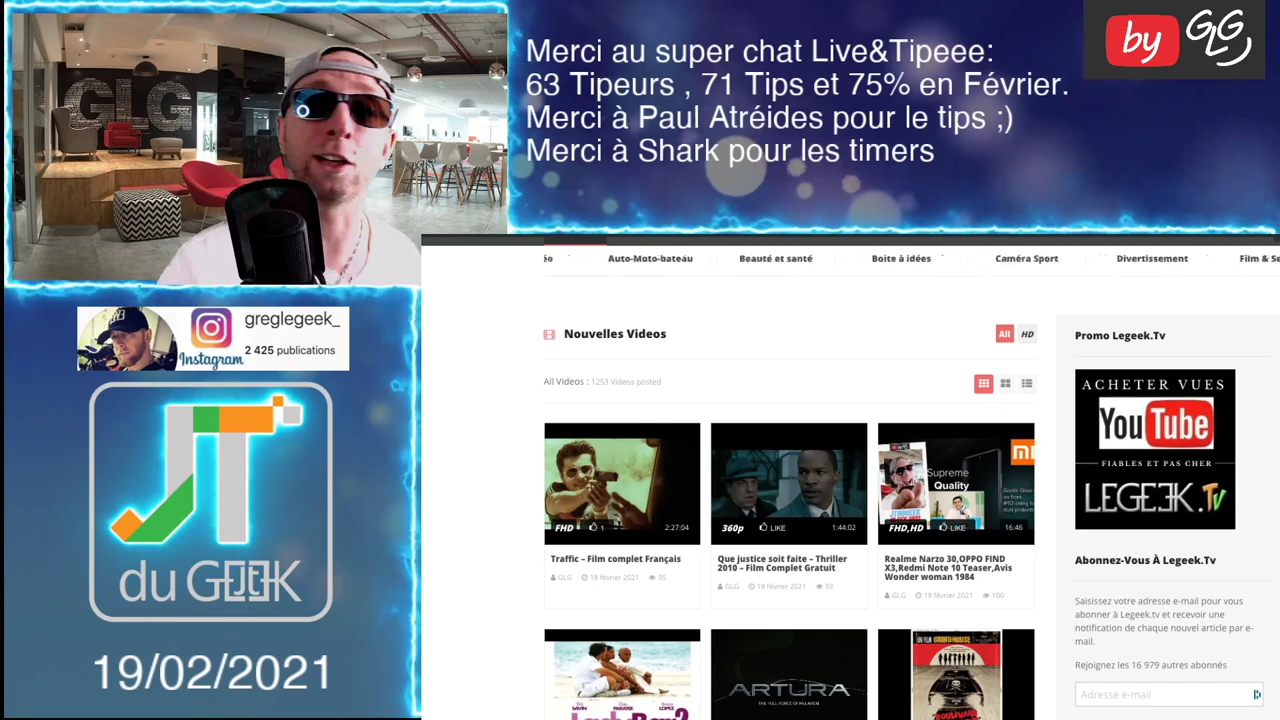 GLG
Merci au super chat Live&Tipeee:
63 Tipeurs , 71 Tips et 75% en Février.
Merci à Paul Atréides pour le tips ;)
Merci à Shark pour les timers
by GLG
greglegeek_
Instagram
2 425 publications
JT
du GEEK
19/02/2021
éo
Auto-Moto-bateau
Beauté et santé
Boite à idées
Caméra Sport
Divertissement
Film & Se
Nouvelles Videos
All
HD
All Videos : 1253 Videos posted
FHD
1
2:27:04
360p
LIKE
1:44:02
Supreme
Quality
FHD,HD
LIKE
16:46
Traffic – Film complet Français
GLG 18 février 2021 95
Que justice soit faite – Thriller
2010 – Film Complet Gratuit
GLG 18 février 2021 93
Realme Narzo 30,OPPO FIND
X3,Redmi Note 10 Teaser,Avis
Wonder woman 1984
GLG 18 février 2021 100
ARTURA
Promo Legeek.Tv
ACHETER VUES
YouTube
FIABLES ET PAS CHER
LEGEEK.Tv
Abonnez-Vous À Legeek.Tv
Saisissez votre adresse e-mail pour vous
abonner à Legeek.tv et recevoir une
notification de chaque nouvel article par e-
mail.
Rejoignez les 16 979 autres abonnés
Adresse e-mail